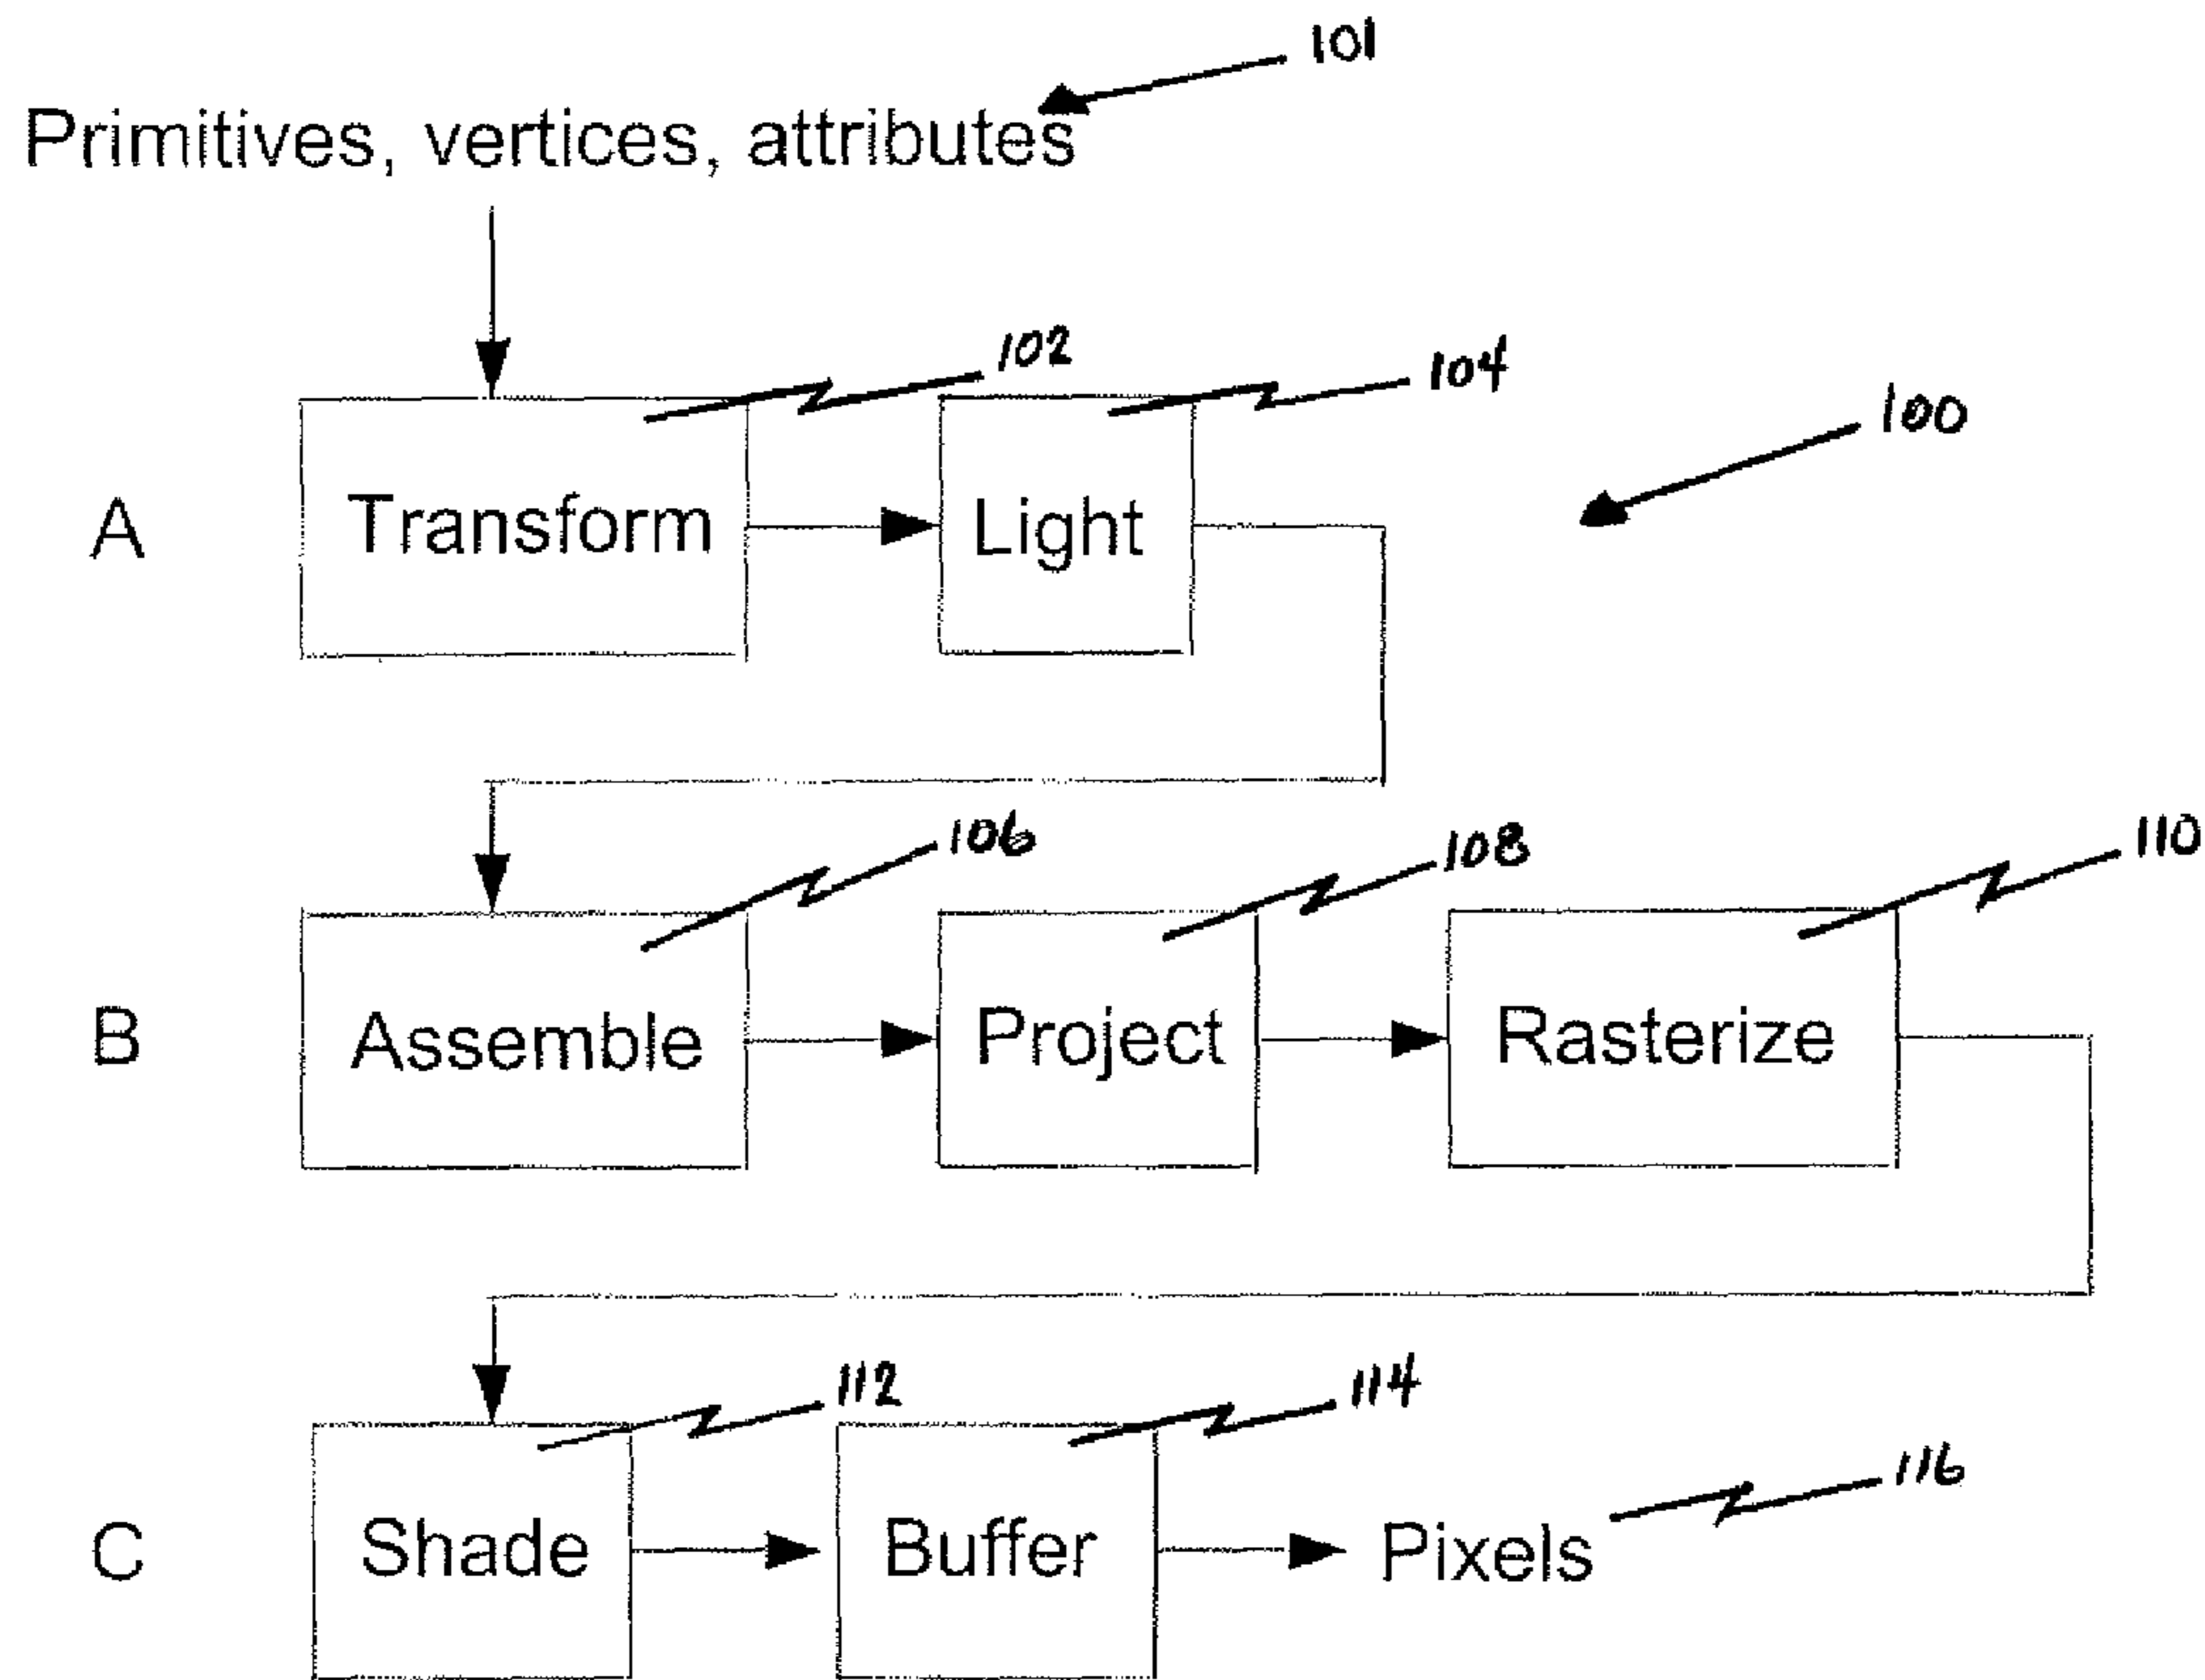 101
Primitives, vertices, attributes
102
104
100
A
Transform
Light
106
108
110
B
Assemble
Project
Rasterize
112
114
116
C
Shade
Buffer
Pixels